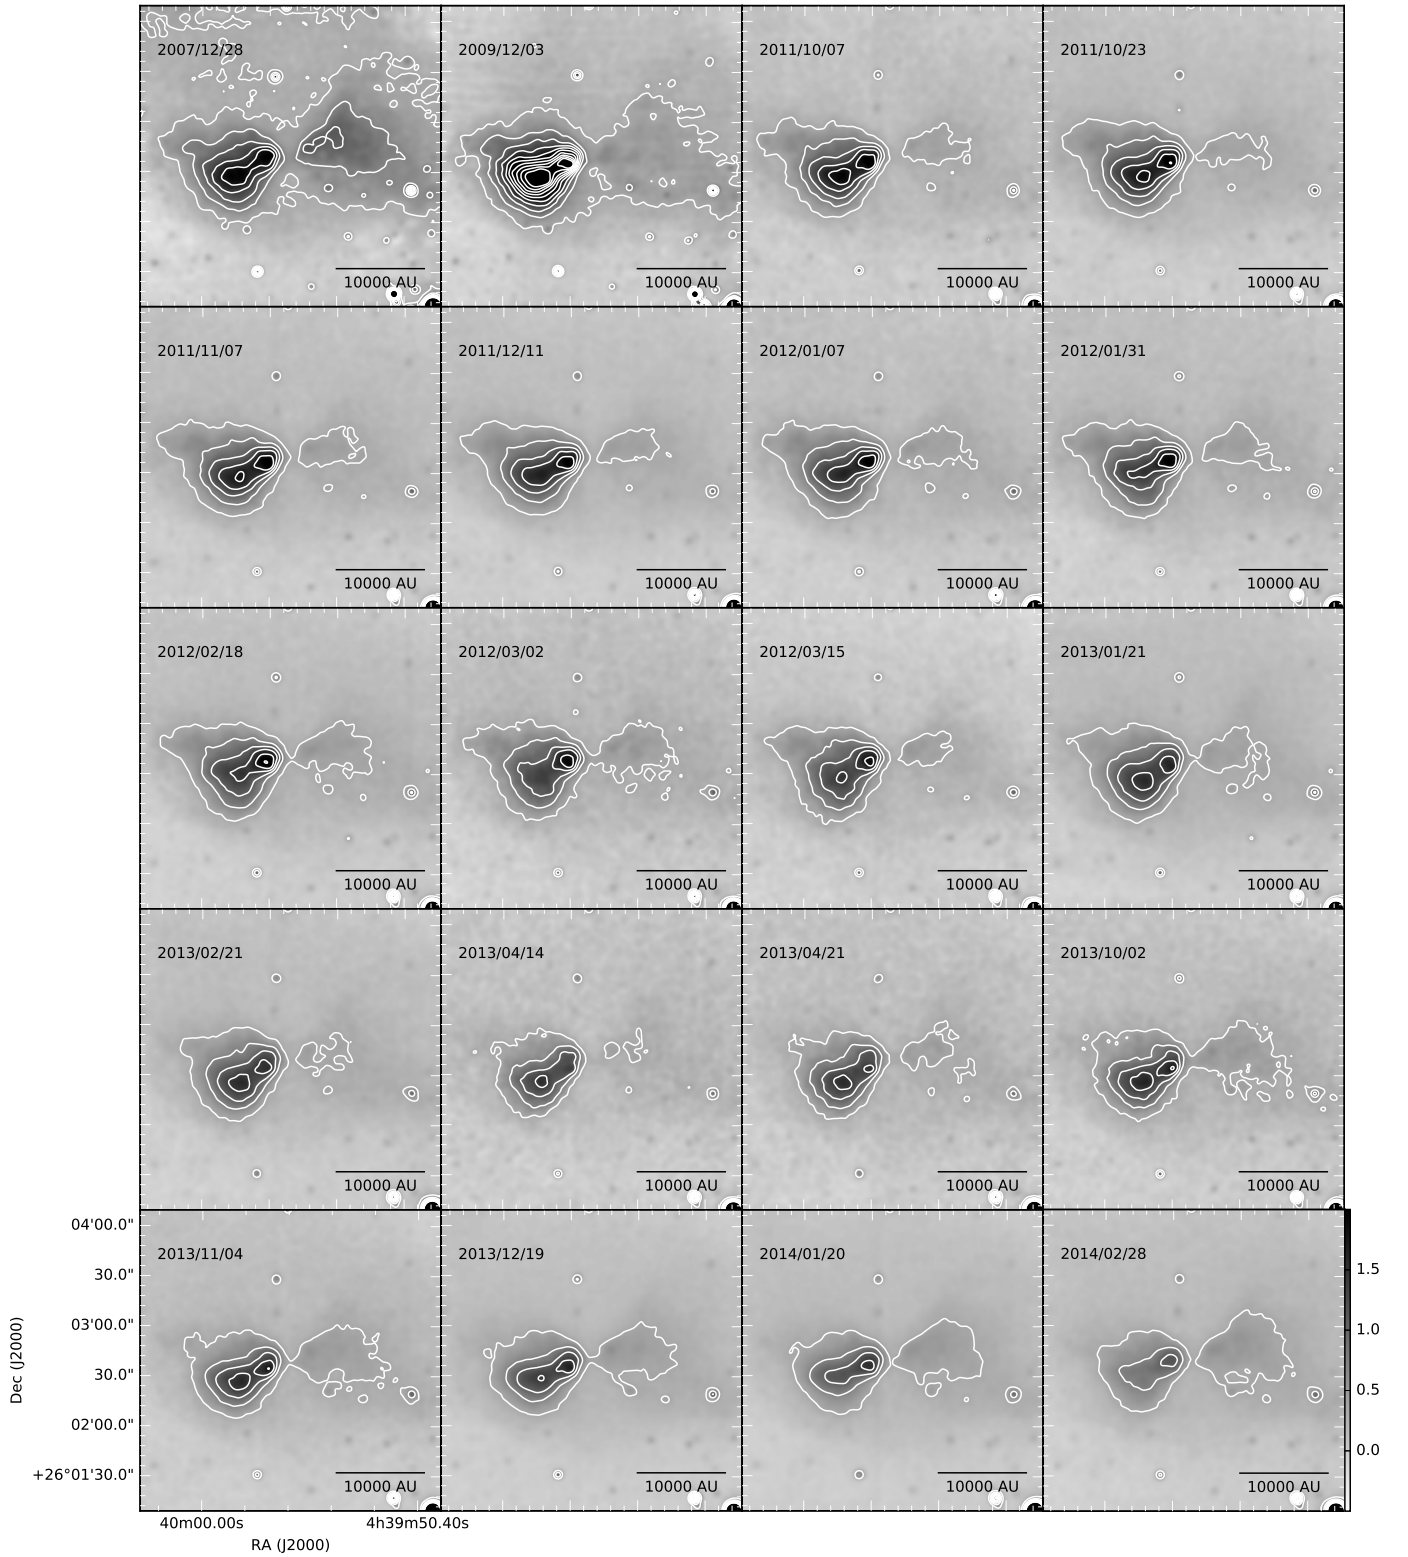 2007/12/28 2009/12/03 2011/10/07 2011/10/23
10000 AU 10000 AU 10000 AU 10000 AU
2011/11/07 2011/12/11 2012/01/07 2012/01/31
10000 AU 10000 AU 10000 AU 10000 AU
2012/02/18 2012/03/02 2012/03/15 2013/01/21
10000 AU 10000 AU 10000 AU 10000 AU
2013/02/21 2013/04/14 2013/04/21 2013/10/02
10000 AU 10000 AU 10000 AU 10000 AU
04'00.0"
2013/11/04 2013/12/19 2014/01/20 2014/02/28
1.5
30.0"
03'00.0"
1.0
30.0"
0.5
02'00.0"
0.0
+26°01'30.0"
10000 AU 10000 AU 10000 AU 10000 AU
Dec (J2000)
40m00.00s 4h39m50.40s
RA (J2000)